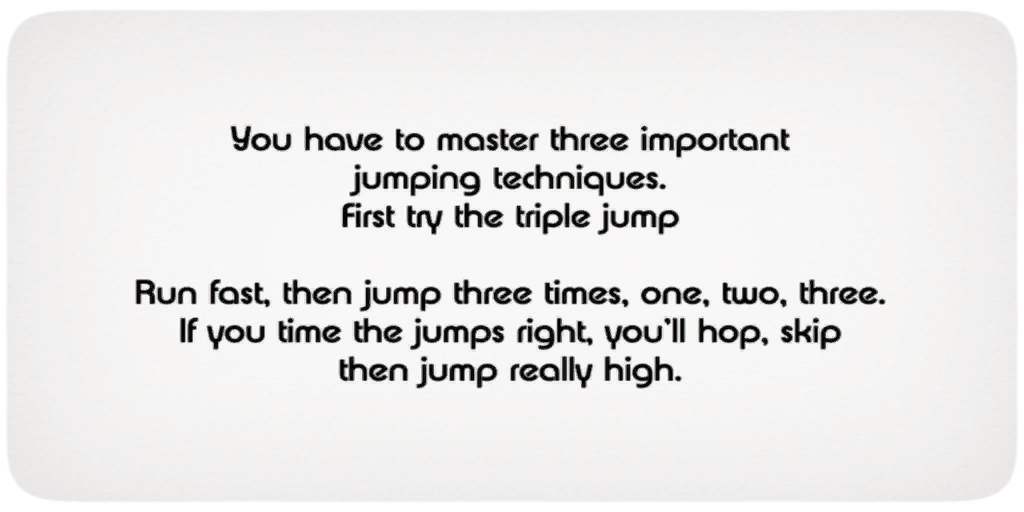 You have to master three important
jumping techniques.
First try the triple jump
Run fast, then jump three times, one, two, three.
If you time the jumps right, you'll hop, skip
then jump really high.